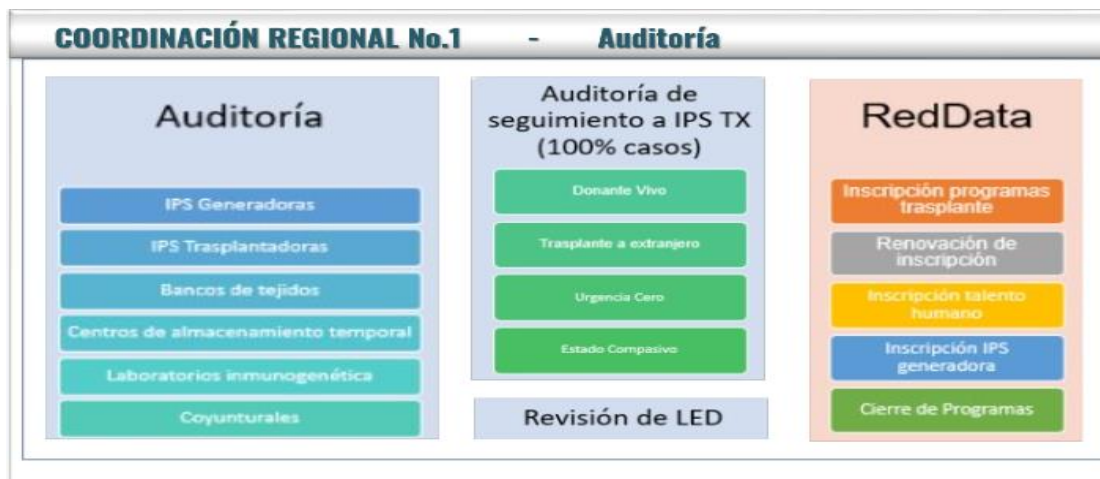 COORDINACIÓN REGIONAL No.1 - Auditoría
Auditoría
IPS Generadoras
IPS Trasplantadoras
Bancos de tejidos
Centros de almacenamiento temporal
Laboratorios inmunogenética
Coyunturales
Auditoría de
seguimiento a IPS TX
(100% casos)
Donante Vivo
Trasplante a extranjero
Urgencia Cero
Estado Compasivo
Revisión de LED
RedData
Inscripción programas
trasplante
Renovación de
inscripción
Inscripción talento
humano
Inscripción IPS
generadora
Cierre de Programas